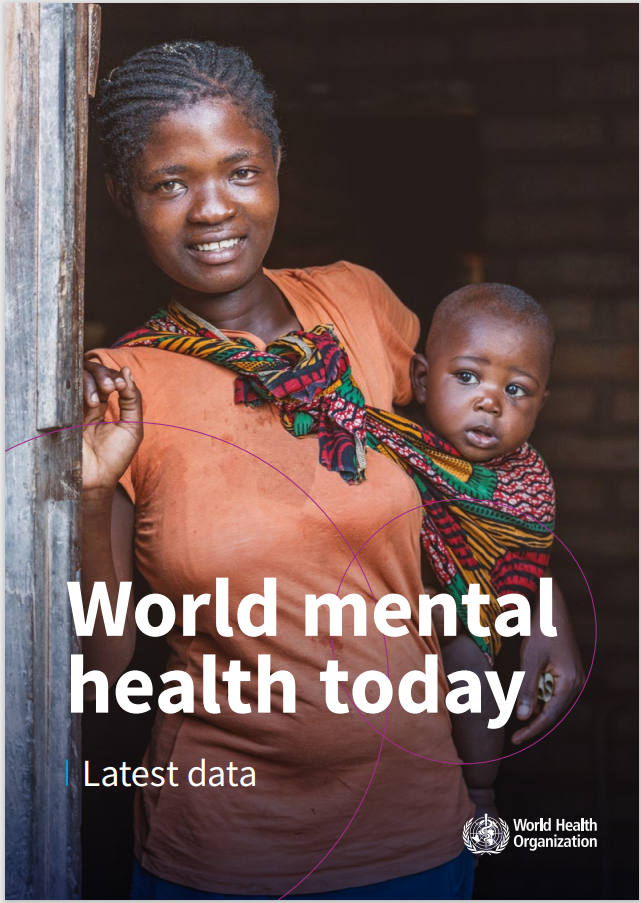 World mental
health today
Latest data
World Health
Organization